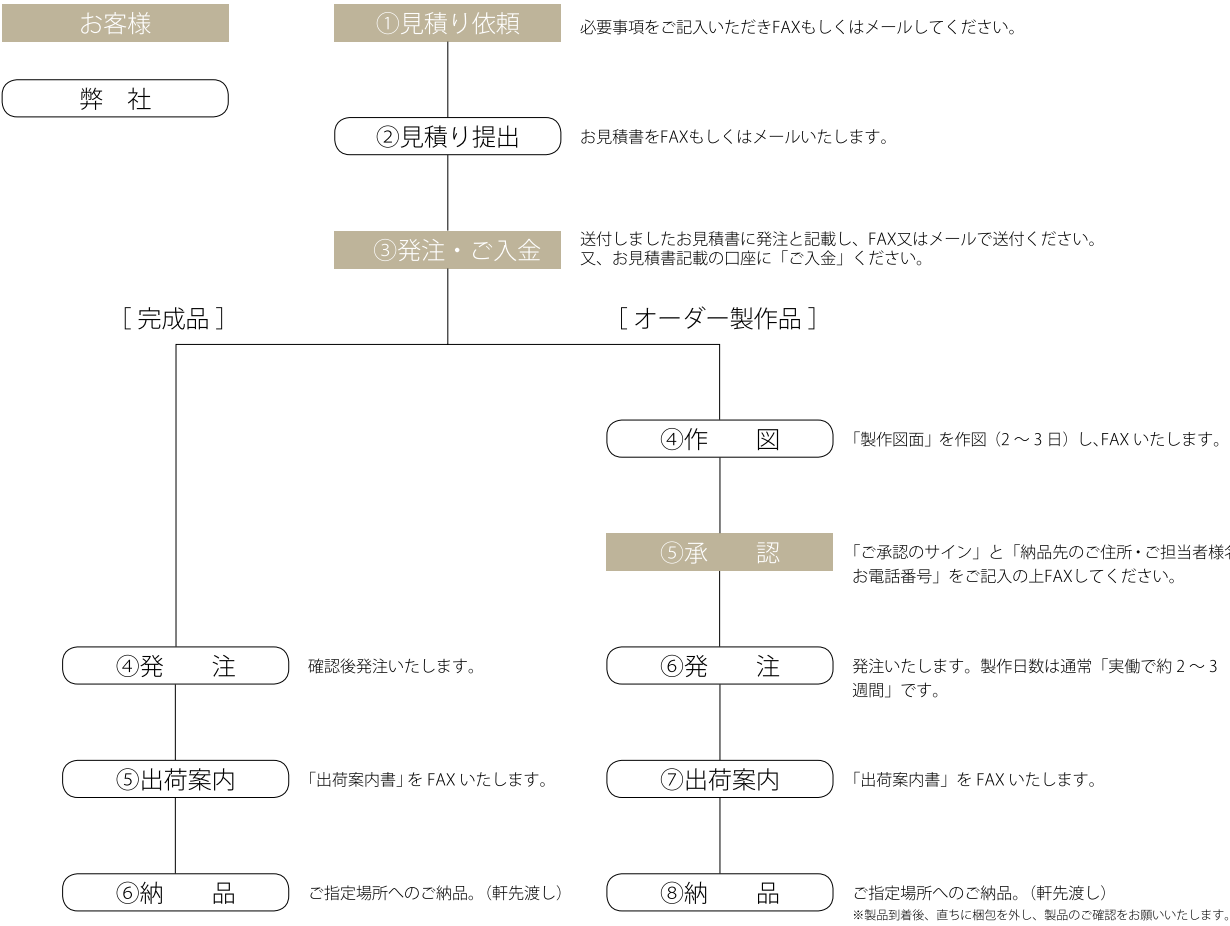 お客様
弊　社
①見積り依頼
必要事項をご記入いただきFAXもしくはメールしてください。
②見積り提出
お見積書をFAXもしくはメールいたします。
③発注・ご入金
送付しましたお見積書に発注と記載し、FAX又はメールで送付ください。
又、お見積書記載の口座に「ご入金」ください。
[ 完成品 ]
④発　　注
確認後発注いたします。
⑤出荷案内
「出荷案内書」を FAX いたします。
⑥納　　品
ご指定場所へのご納品。（軒先渡し）
[ オーダー製作品 ]
④作　　図
「製作図面」を作図（2 ～ 3 日）し、FAX いたします。
⑤承　　認
「ご承認のサイン」と「納品先のご住所・ご担当者様名
お電話番号」をご記入の上FAXしてください。
⑥発　　注
発注いたします。製作日数は通常「実働で約 2 ～ 3
週間」です。
⑦出荷案内
「出荷案内書」を FAX いたします。
⑧納　　品
ご指定場所へのご納品。（軒先渡し）
※製品到着後、直ちに梱包を外し、製品のご確認をお願いいたします。